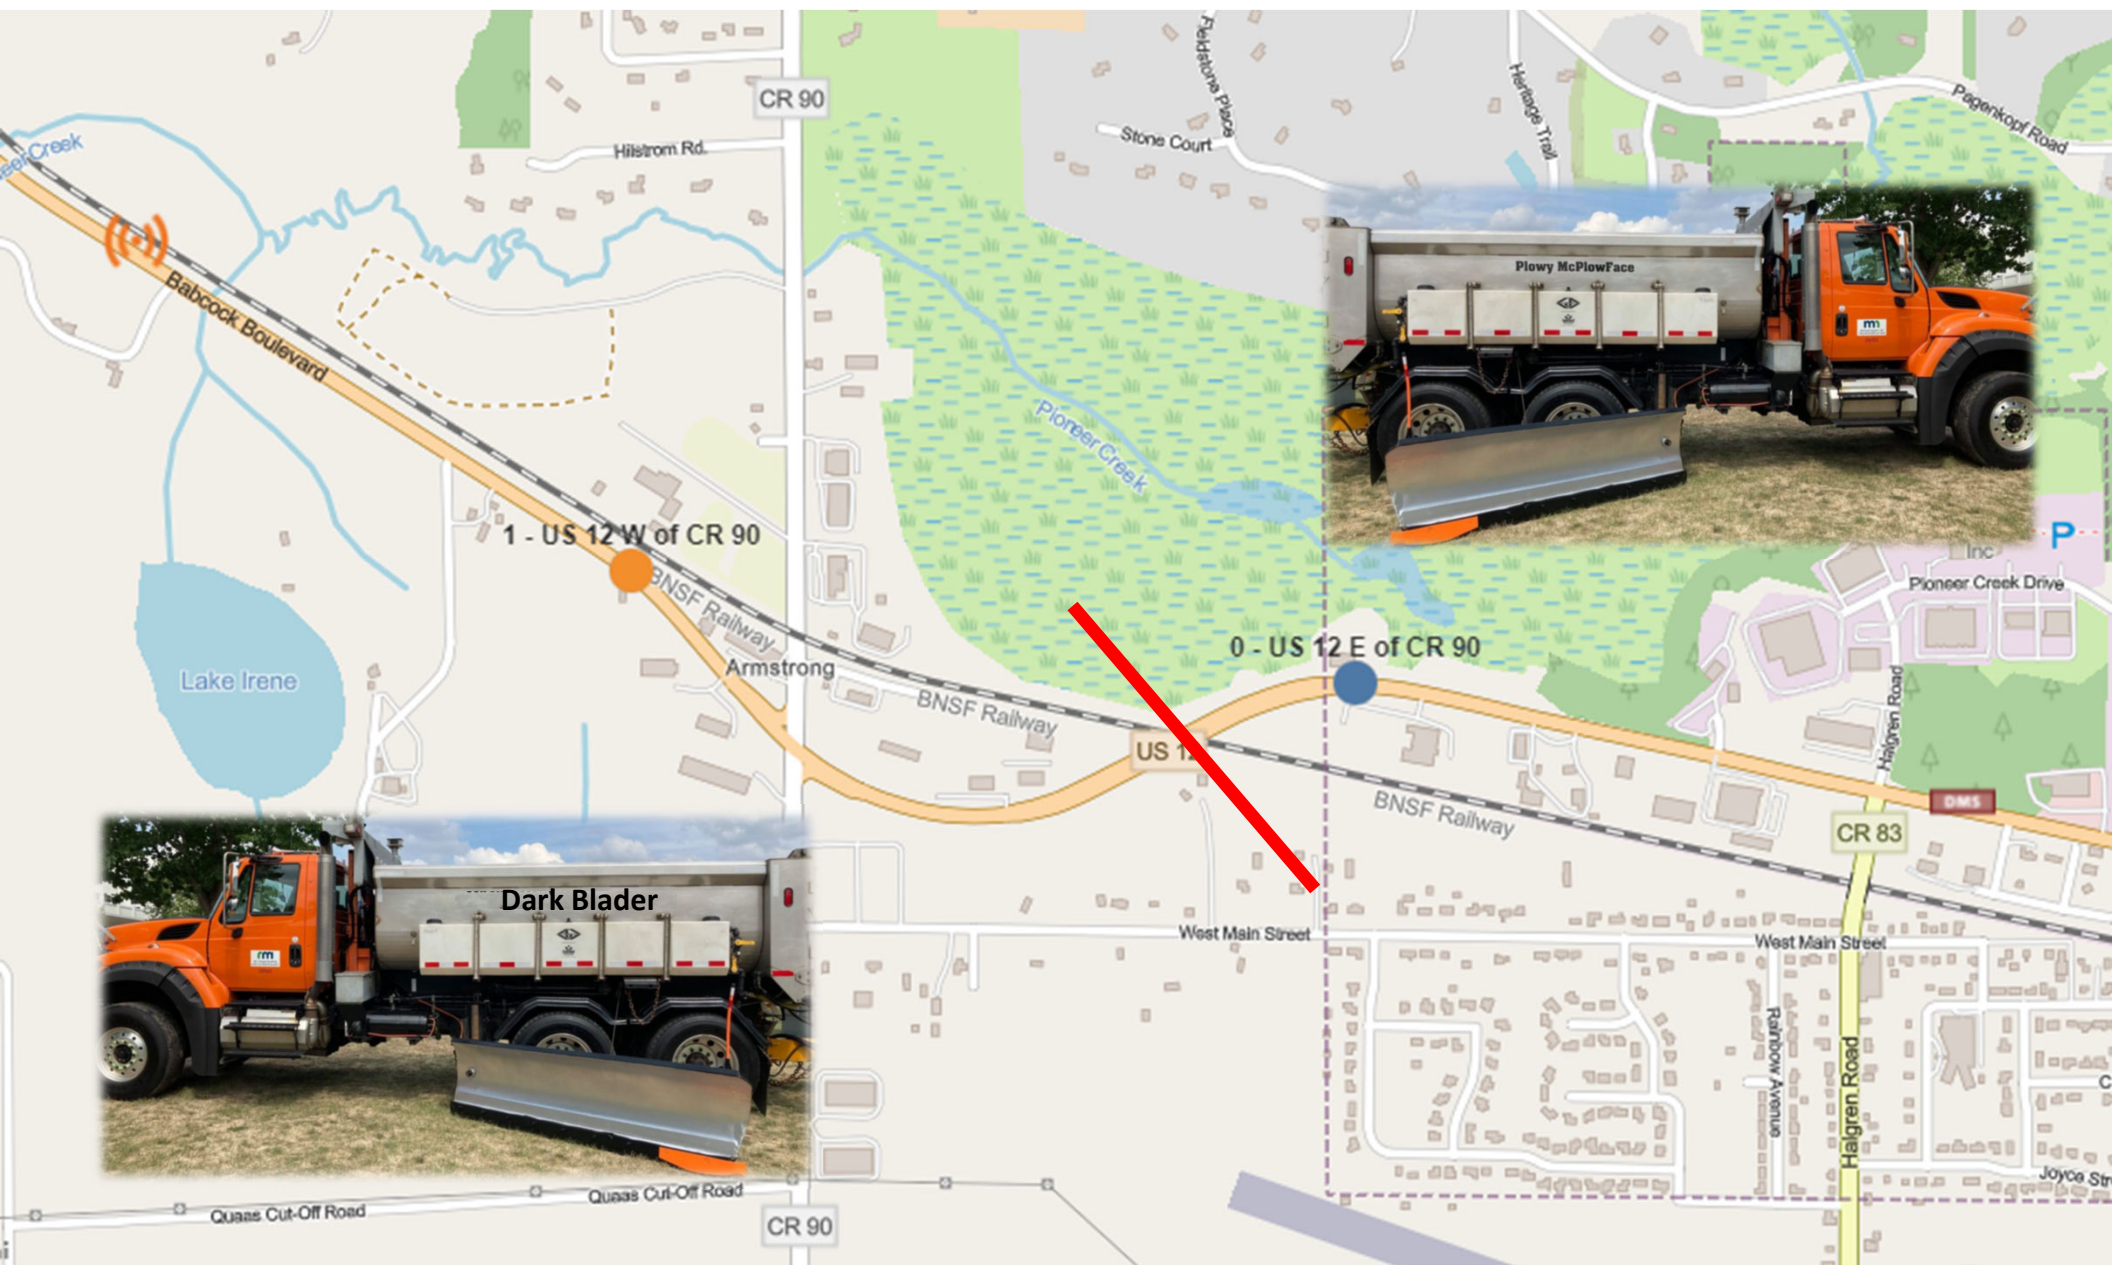 Fieldstone Place
Heritage Trail
Pagenkopf Road
CR 90
Stone Court
Hilstrom Rd.
eer Creek
Plowy McPlowFace
Babcock Boulevard
Pioneer Creek
1 - US 12 W of CR 90
P
Inc
Pioneer Creek Drive
BNSF Railway
0 - US 12 E of CR 90
Armstrong
Lake Irene
BNSF Railway
Halgren Road
US 1
BNSF Railway
DMS
CR 83
Dark Blader
West Main Street
West Main Street
Rainbow Avenue
Halgren Road
C
Joyce Str
Quaas Cut-Off Road
Quaas Cut-Off Road
CR 90